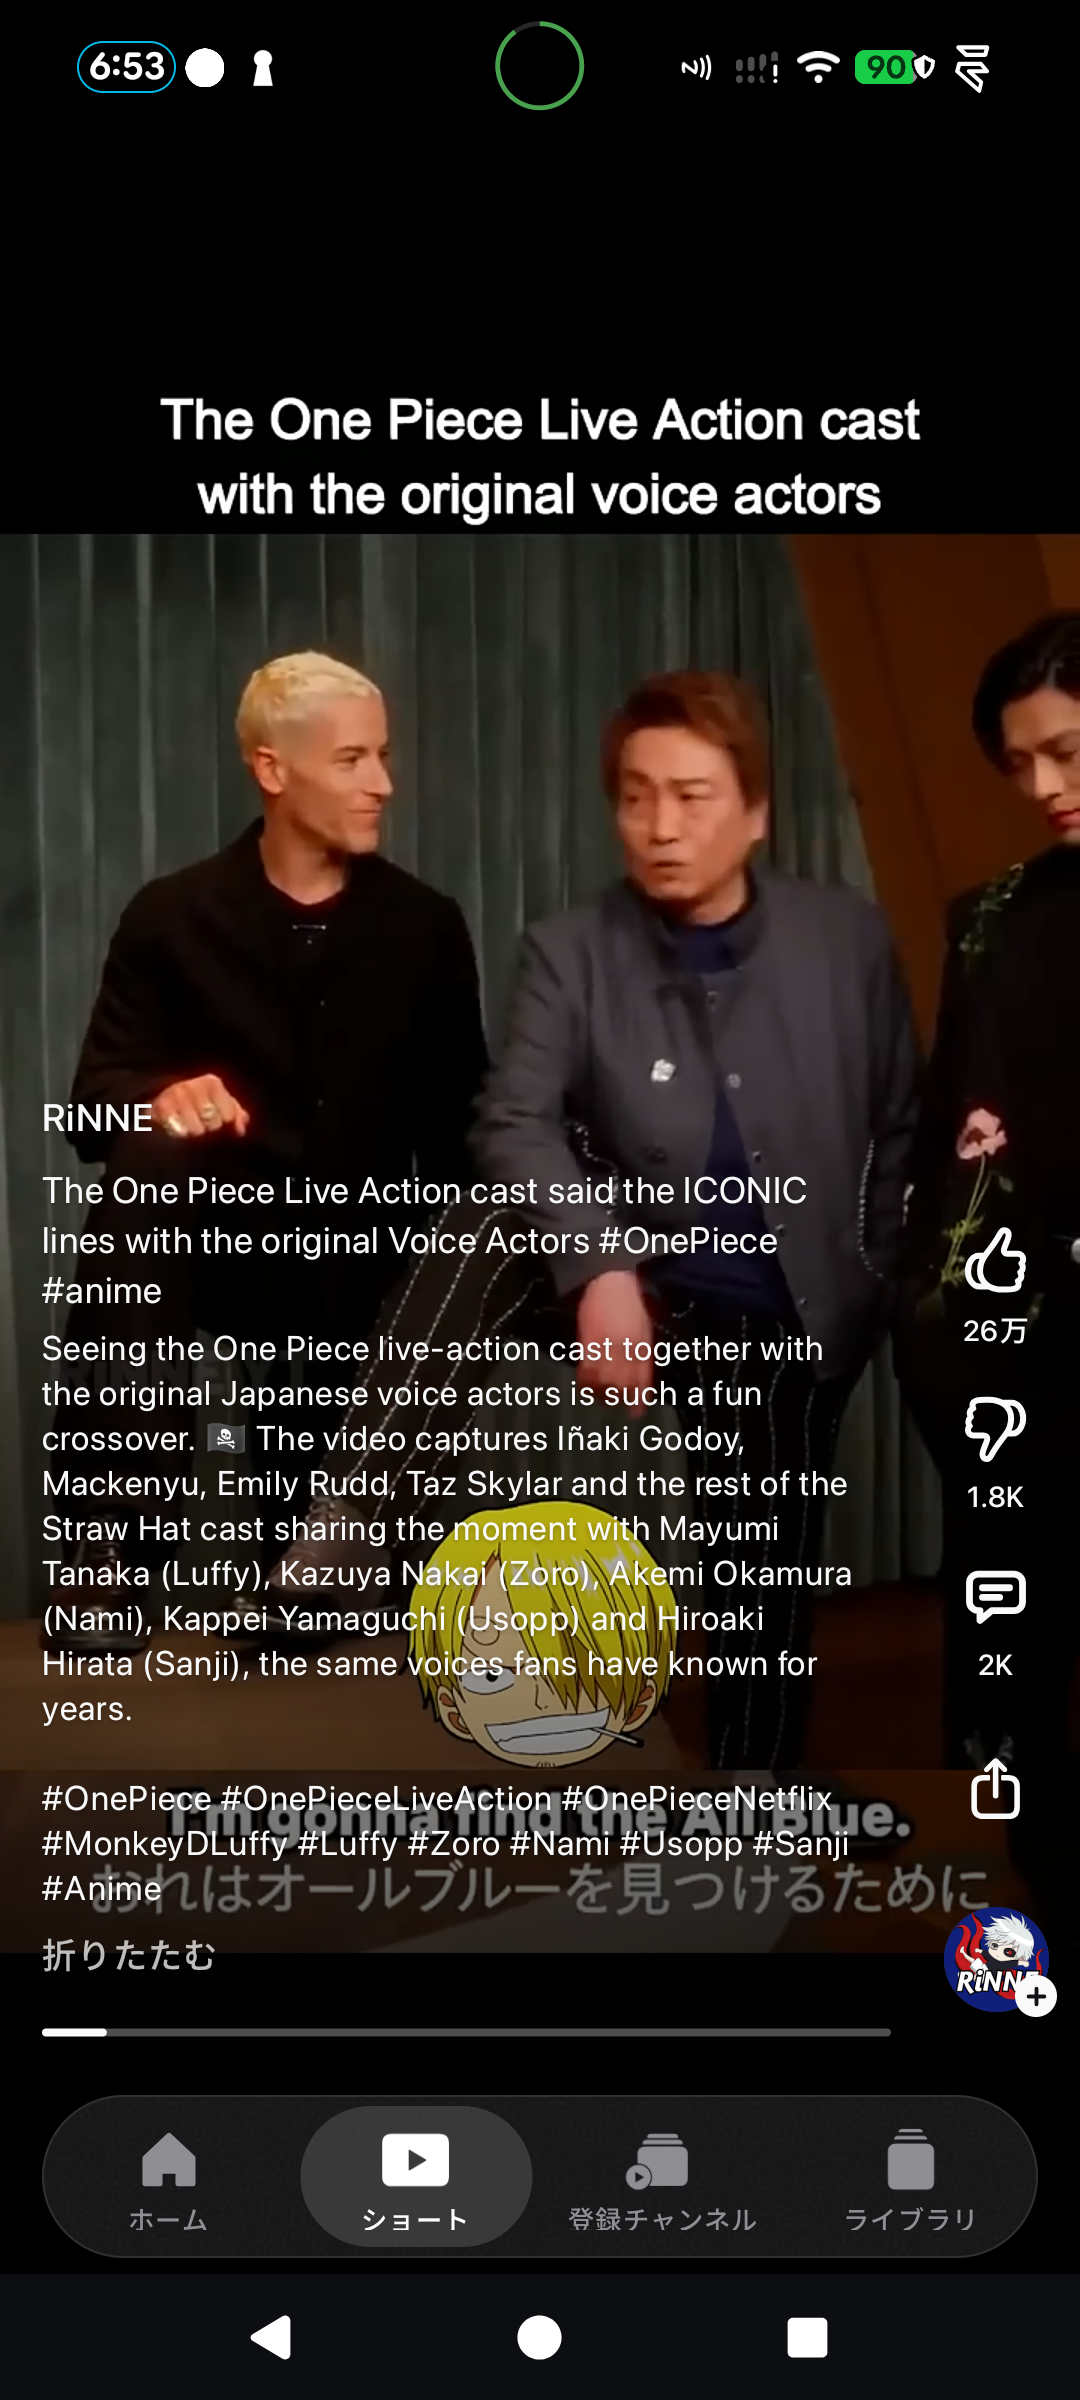 6:53
90
The One Piece Live Action cast
with the original voice actors
RiNNE
The One Piece Live Action cast said the ICONIC
lines with the original Voice Actors #OnePiece
#anime
Seeing the One Piece live-action cast together with
the original Japanese voice actors is such a fun
crossover. 🏴‍☠️ The video captures Iñaki Godoy,
Mackenyu, Emily Rudd, Taz Skylar and the rest of the
Straw Hat cast sharing the moment with Mayumi
Tanaka (Luffy), Kazuya Nakai (Zoro), Akemi Okamura
(Nami), Kappei Yamaguchi (Usopp) and Hiroaki
Hirata (Sanji), the same voices fans have known for
years.
#OnePiece #OnePieceLiveAction #OnePieceNetflix
I'm gonna find the All Blue.
#MonkeyDLuffy #Luffy #Zoro #Nami #Usopp #Sanji
#Anime
おれはオールブルーを見つけるために
折りたたむ
26万
1.8K
2K
RiNNE
ホーム
ショート
登録チャンネル
ライブラリ